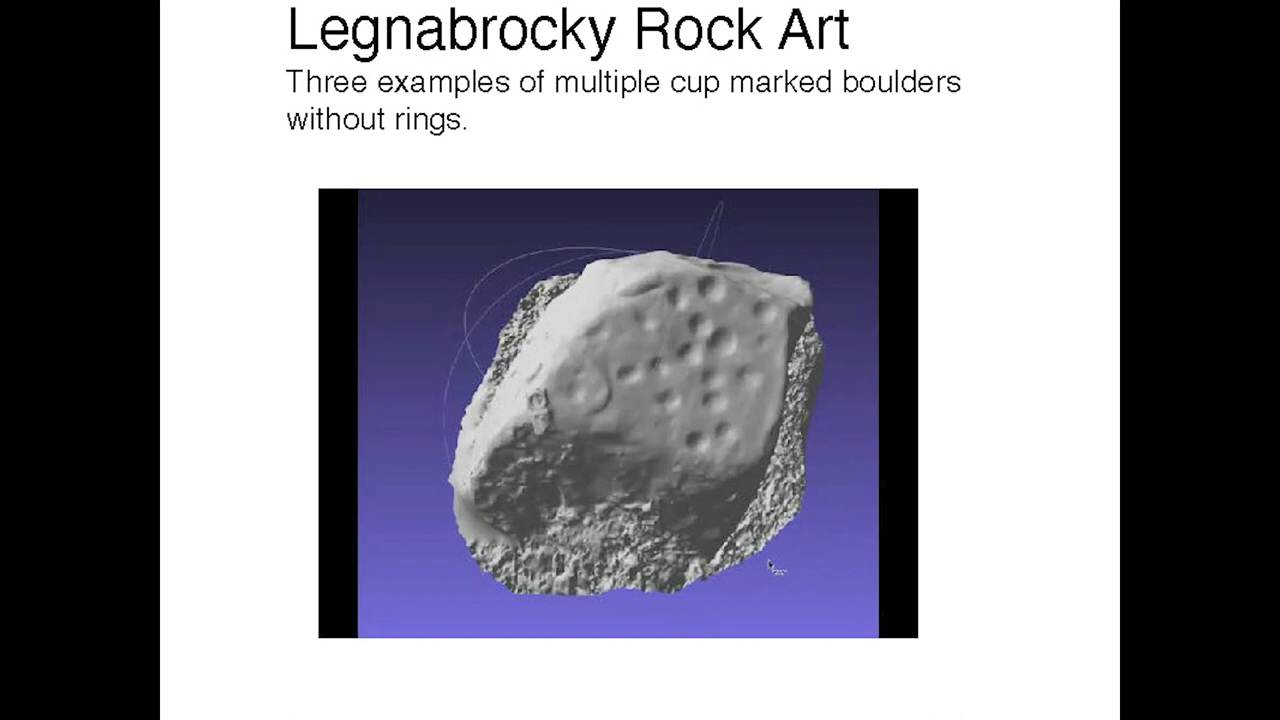 Legnabrocky Rock Art
Three examples of multiple cup marked boulders
without rings.